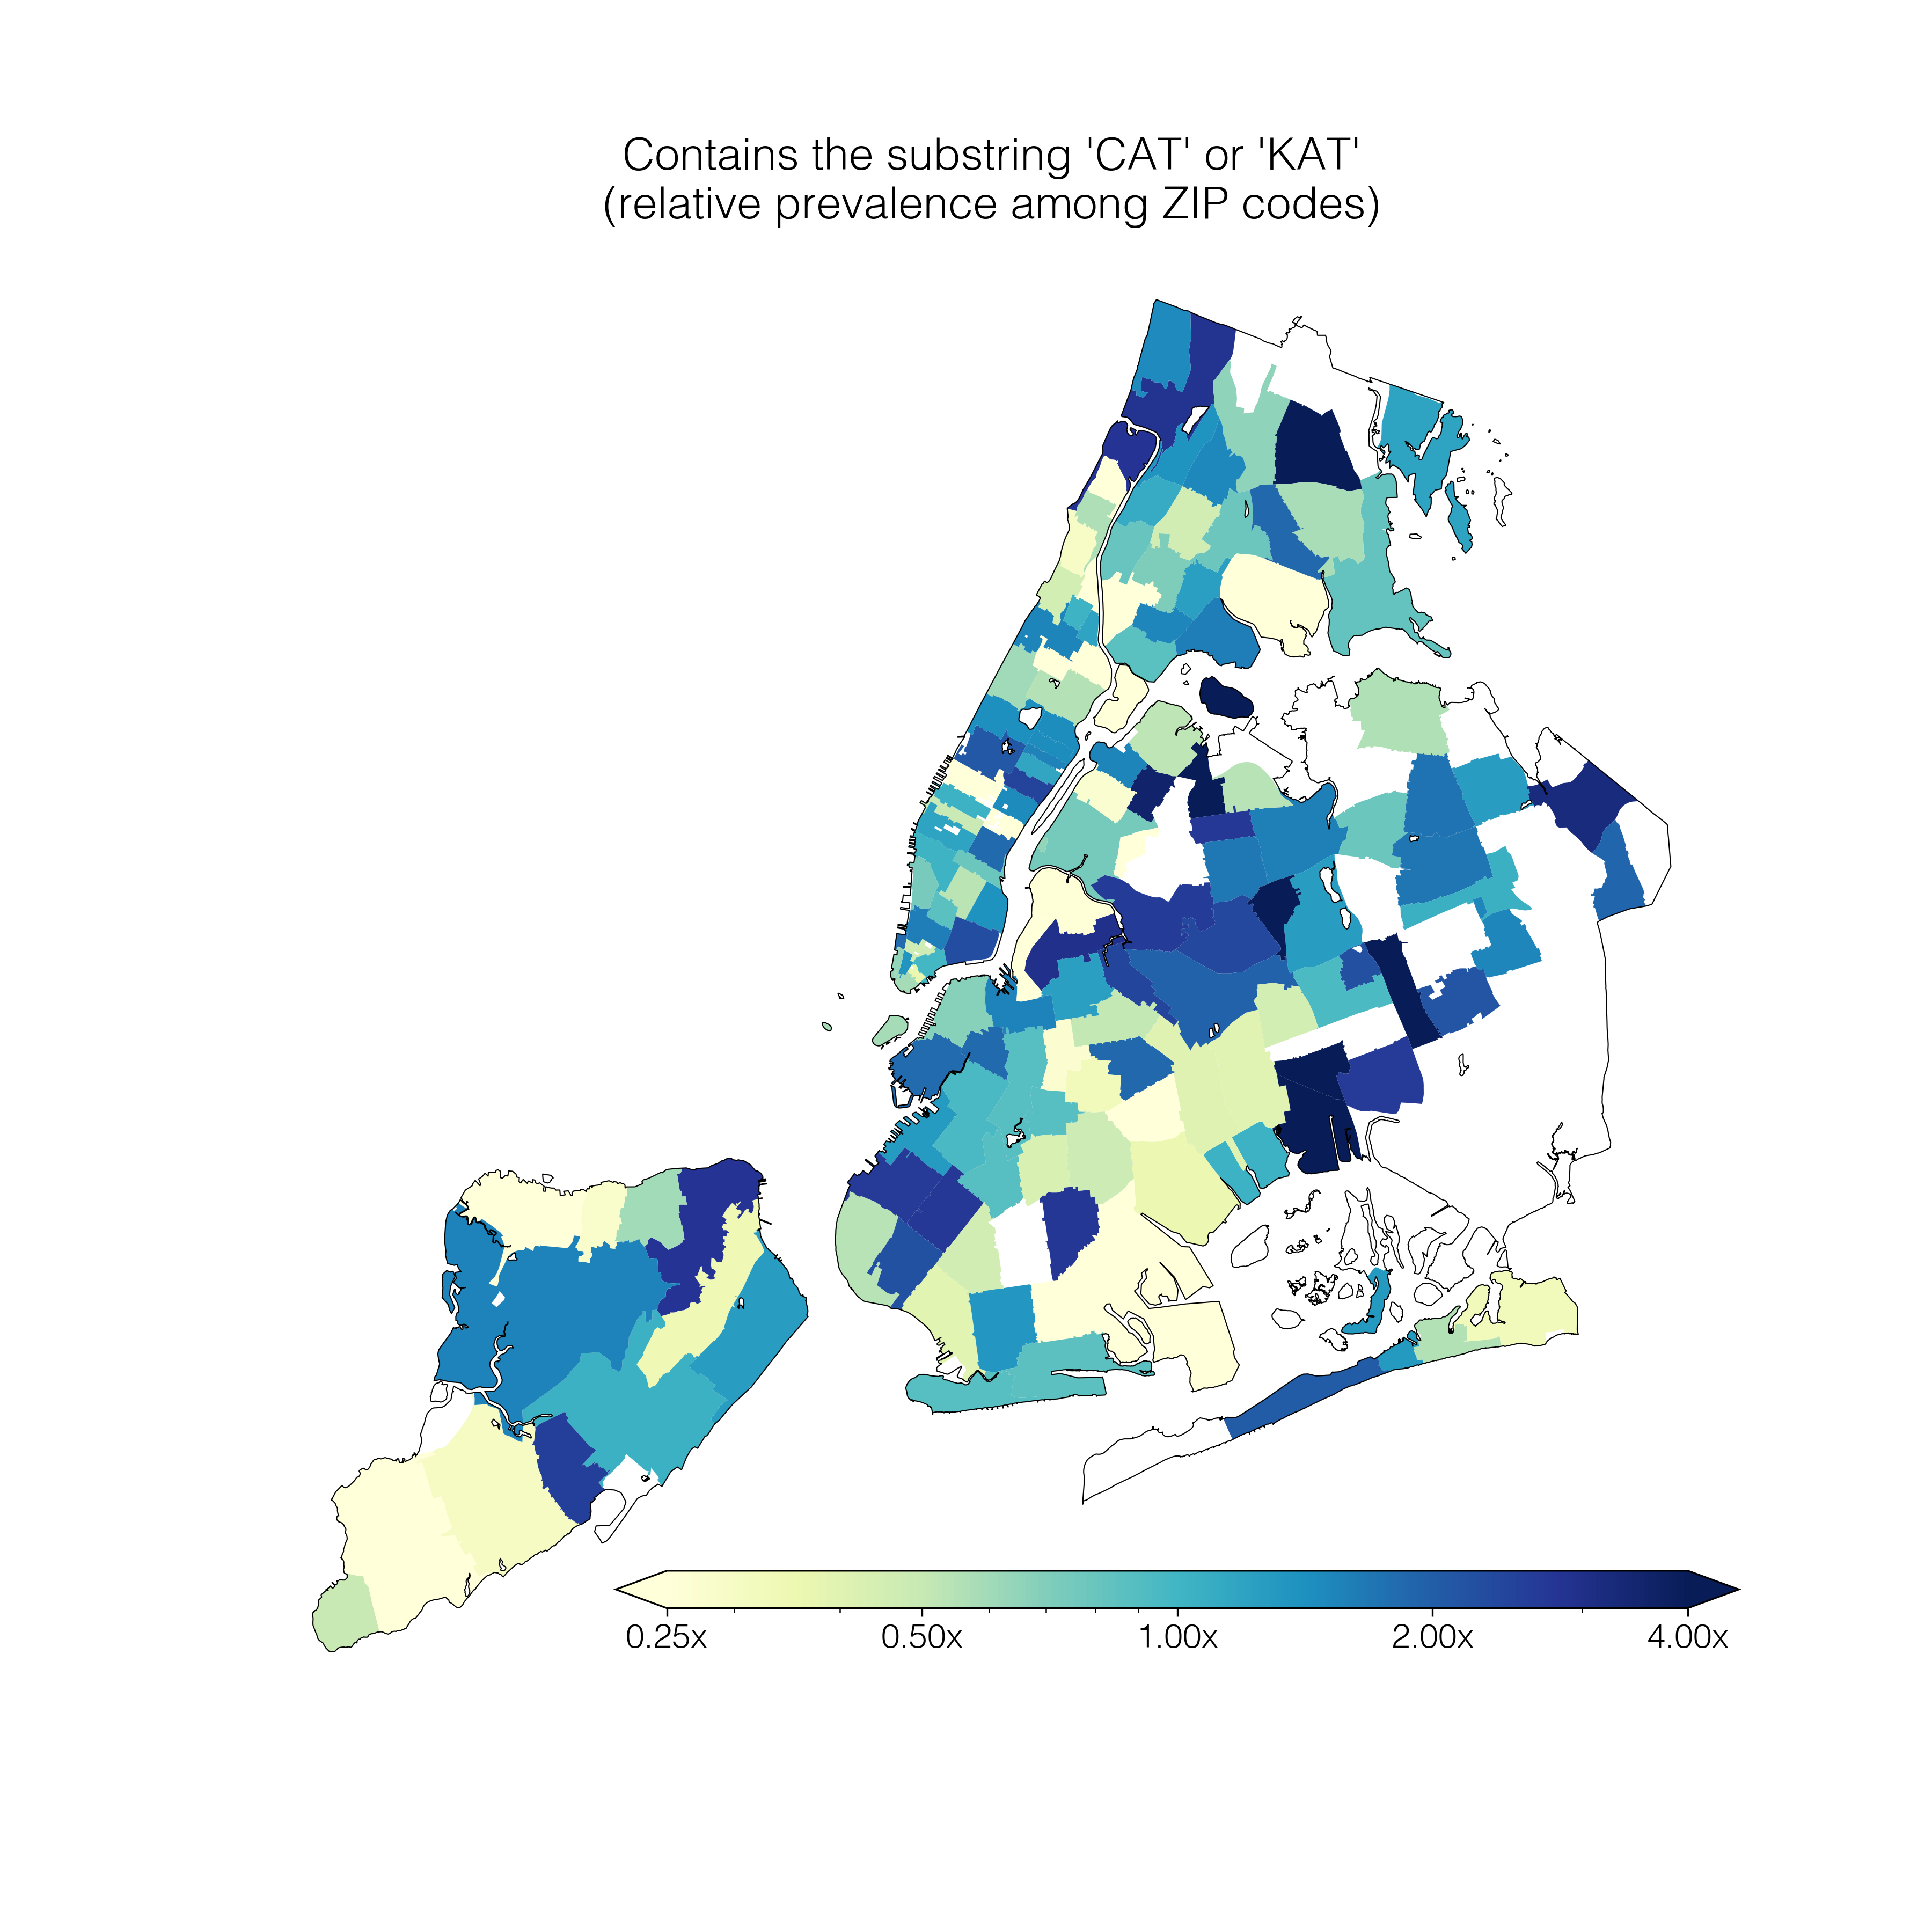 Contains the substring 'CAT' or 'KAT'
(relative prevalence among ZIP codes)
0.25x 0.50x 1.00x 2.00x 4.00x